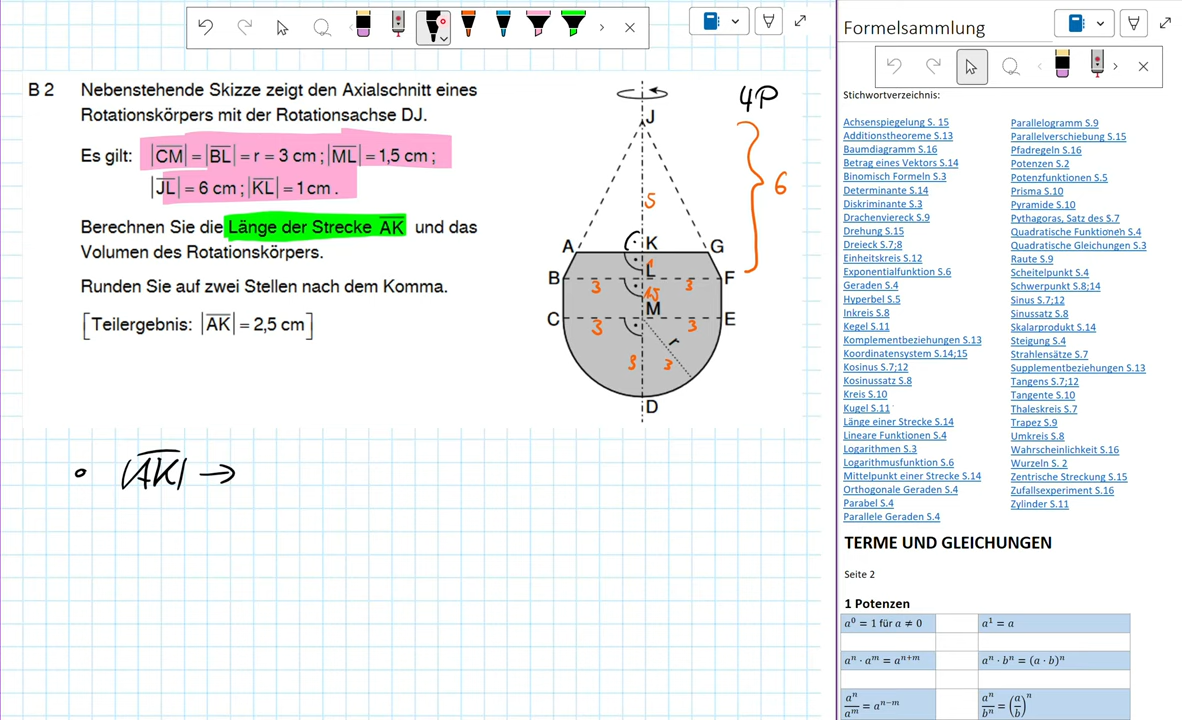 B 2 Nebenstehende Skizze zeigt den Axialschnitt eines
Rotationskörpers mit der Rotationsachse DJ.
Es gilt: |CM| = |BL| = r = 3 cm ; |ML| = 1,5 cm ;
|JL| = 6 cm ; |KL| = 1 cm .
Berechnen Sie die Länge der Strecke AK und das
Volumen des Rotationskörpers.
Runden Sie auf zwei Stellen nach dem Komma.
[Teilergebnis: |AK| = 2,5 cm]
4P
J
6
5
A K G
1
B L F
3 3
1,5
M
C E
3 3
r
3 3
D
• |AK| →
Formelsammlung
Stichwortverzeichnis:
Achsenspiegelung S. 15
Additionstheoreme S.13
Baumdiagramm S.16
Betrag eines Vektors S.14
Binomisch Formeln S.3
Determinante S.14
Diskriminante S.3
Drachenviereck S.9
Drehung S.15
Dreieck S.7;8
Einheitskreis S.12
Exponentialfunktion S.6
Geraden S.4
Hyperbel S.5
Inkreis S.8
Kegel S.11
Komplementbeziehungen S.13
Koordinatensystem S.14;15
Kosinus S.7;12
Kosinussatz S.8
Kreis S.10
Kugel S.11
Länge einer Strecke S.14
Lineare Funktionen S.4
Logarithmen S.3
Logarithmusfunktion S.6
Mittelpunkt einer Strecke S.14
Orthogonale Geraden S.4
Parabel S.4
Parallele Geraden S.4
Parallelogramm S.9
Parallelverschiebung S.15
Pfadregeln S.16
Potenzen S.2
Potenzfunktionen S.5
Prisma S.10
Pyramide S.10
Pythagoras, Satz des S.7
Quadratische Funktionen S.4
Quadratische Gleichungen S.3
Raute S.9
Scheitelpunkt S.4
Schwerpunkt S.8;14
Sinus S.7;12
Sinussatz S.8
Skalarprodukt S.14
Steigung S.4
Strahlensätze S.7
Supplementbeziehungen S.13
Tangens S.7;12
Tangente S.10
Thaleskreis S.7
Trapez S.9
Umkreis S.8
Wahrscheinlichkeit S.16
Wurzeln S. 2
Zentrische Streckung S.15
Zufallsexperiment S.16
Zylinder S.11
TERME UND GLEICHUNGEN
Seite 2
1 Potenzen
a⁰ = 1 für a ≠ 0 a¹ = a
aⁿ · aᵐ = aⁿ⁺ᵐ aⁿ · bⁿ = (a · b)ⁿ
aⁿ/aᵐ = aⁿ⁻ᵐ aⁿ/bⁿ = (a/b)ⁿ